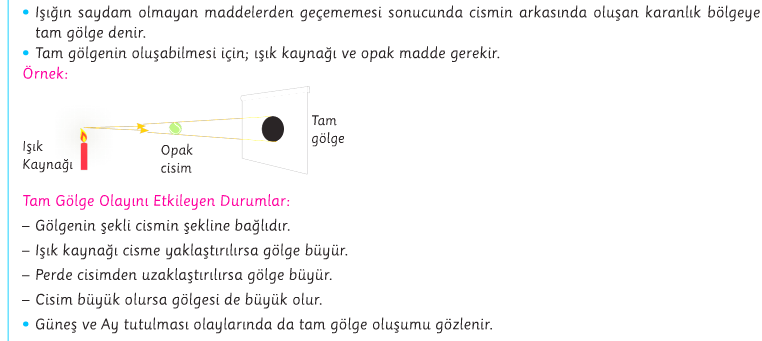 • Işığın saydam olmayan maddelerden geçememesi sonucunda cismin arkasında oluşan karanlık bölgeye
tam gölge denir.
• Tam gölgenin oluşabilmesi için; ışık kaynağı ve opak madde gerekir.
Örnek:
Işık
Kaynağı
Opak
cisim
Tam
gölge
Tam Gölge Olayını Etkileyen Durumlar:
– Gölgenin şekli cismin şekline bağlıdır.
– Işık kaynağı cisme yaklaştırılırsa gölge büyür.
– Perde cisimden uzaklaştırılırsa gölge büyür.
– Cisim büyük olursa gölgesi de büyük olur.
• Güneş ve Ay tutulması olaylarında da tam gölge oluşumu gözlenir.